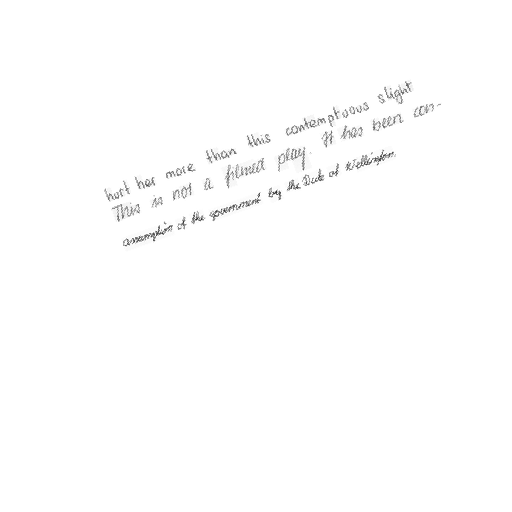 hurt her more than this contemptuous slight
This is not a filmed play. It has been con-
assumption of the government by the Duke of Wellington,